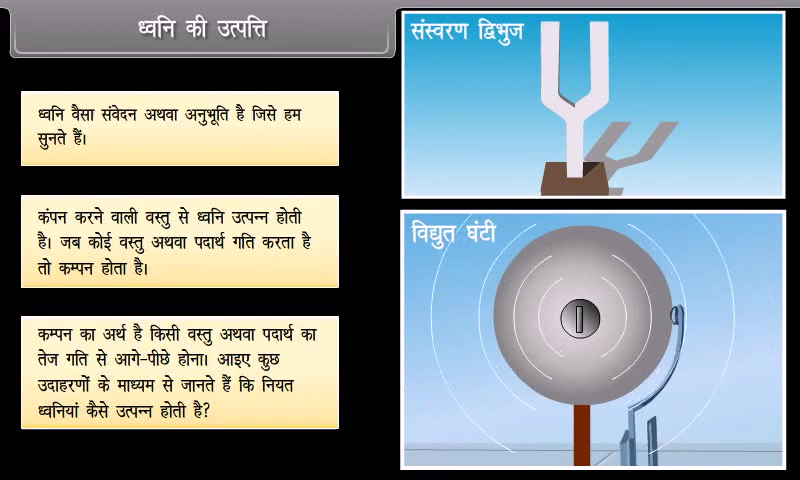 ध्वनि की उत्पत्ति
ध्वनि वैसा संवेदन अथवा अनुभूति है जिसे हम
सुनते हैं।
कंपन करने वाली वस्तु से ध्वनि उत्पन्न होती
है। जब कोई वस्तु अथवा पदार्थ गति करता है
तो कम्पन होता है।
कम्पन का अर्थ है किसी वस्तु अथवा पदार्थ का
तेज गति से आगे-पीछे होना। आइए कुछ
उदाहरणों के माध्यम से जानते हैं कि नियत
ध्वनियां कैसे उत्पन्न होती है?
संस्वरण द्विभुज
विद्युत घंटी